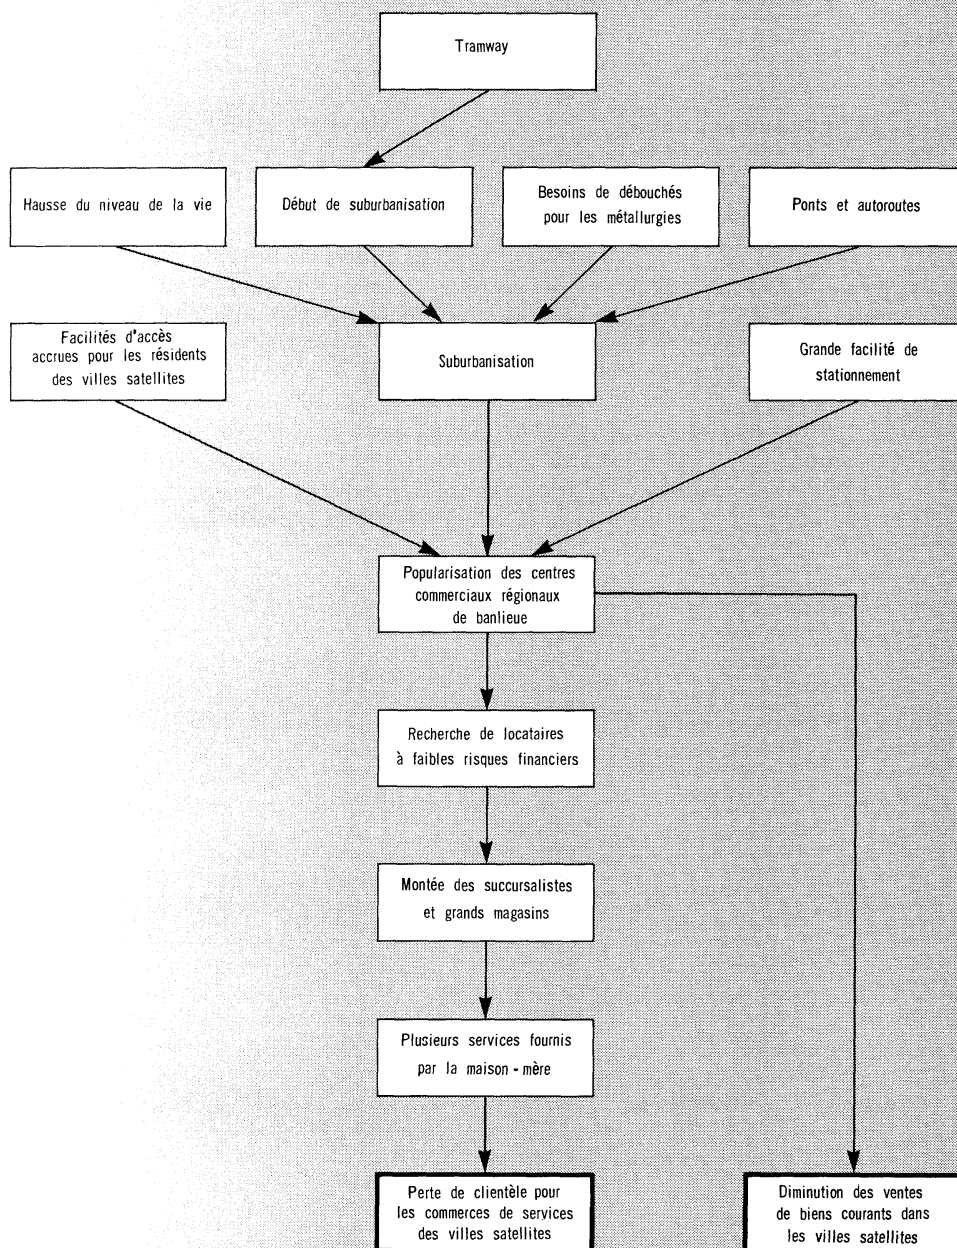 Tramway
Hausse du niveau de la vie
Début de suburbanisation
Besoins de débouchés
pour les métallurgies
Ponts et autoroutes
Facilités d'accès
accrues pour les résidents
des villes satellites
Suburbanisation
Grande facilité de
stationnement
Popularisation des centres
commerciaux régionaux
de banlieue
Recherche de locataires
à faibles risques financiers
Montée des succursalistes
et grands magasins
Plusieurs services fournis
par la maison-mère
Perte de clientèle pour
les commerces de services
des villes satellites
Diminution des ventes
de biens courants dans
les villes satellites